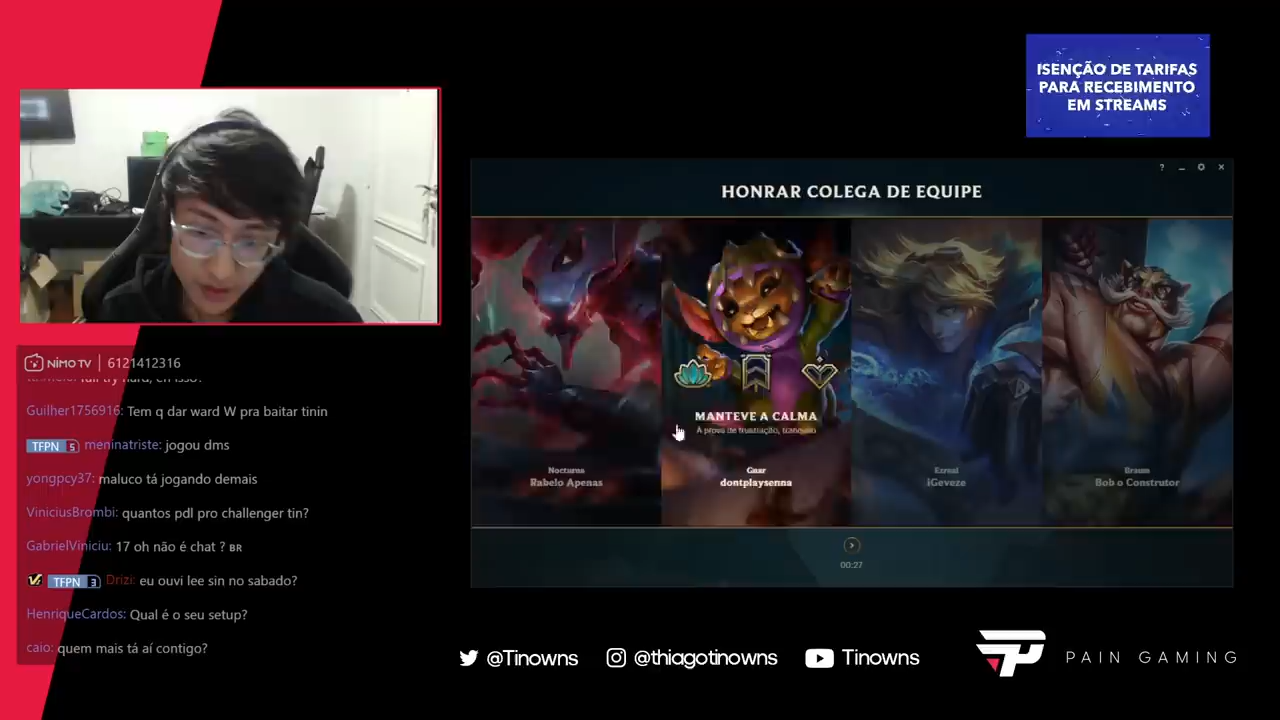 ISENÇÃO DE TARIFAS
PARA RECEBIMENTO
EM STREAMS
HONRAR COLEGA DE EQUIPE
?
MANTEVE A CALMA
À prova de frustração, tranquilo
Nocturne
Rabelo Apenas
Gnar
dontplaysenna
Ezreal
iGeveze
Braum
Bob o Construtor
00:27
NIMO TV | 6121412316
Guilher1756916: Tem q dar ward W pra baitar tinin
TFPN 5 meninatriste: jogou dms
yongpcy37: maluco tá jogando demais
ViniciusBrombi: quantos pdl pro challenger tin?
GabrielViniciu: 17 oh não é chat ? BR
TFPN 3 Drizi: eu ouvi lee sin no sabado?
HenriqueCardos: Qual é o seu setup?
caio: quem mais tá aí contigo?
@Tinowns
@thiagotinowns
Tinowns
PAIN GAMING